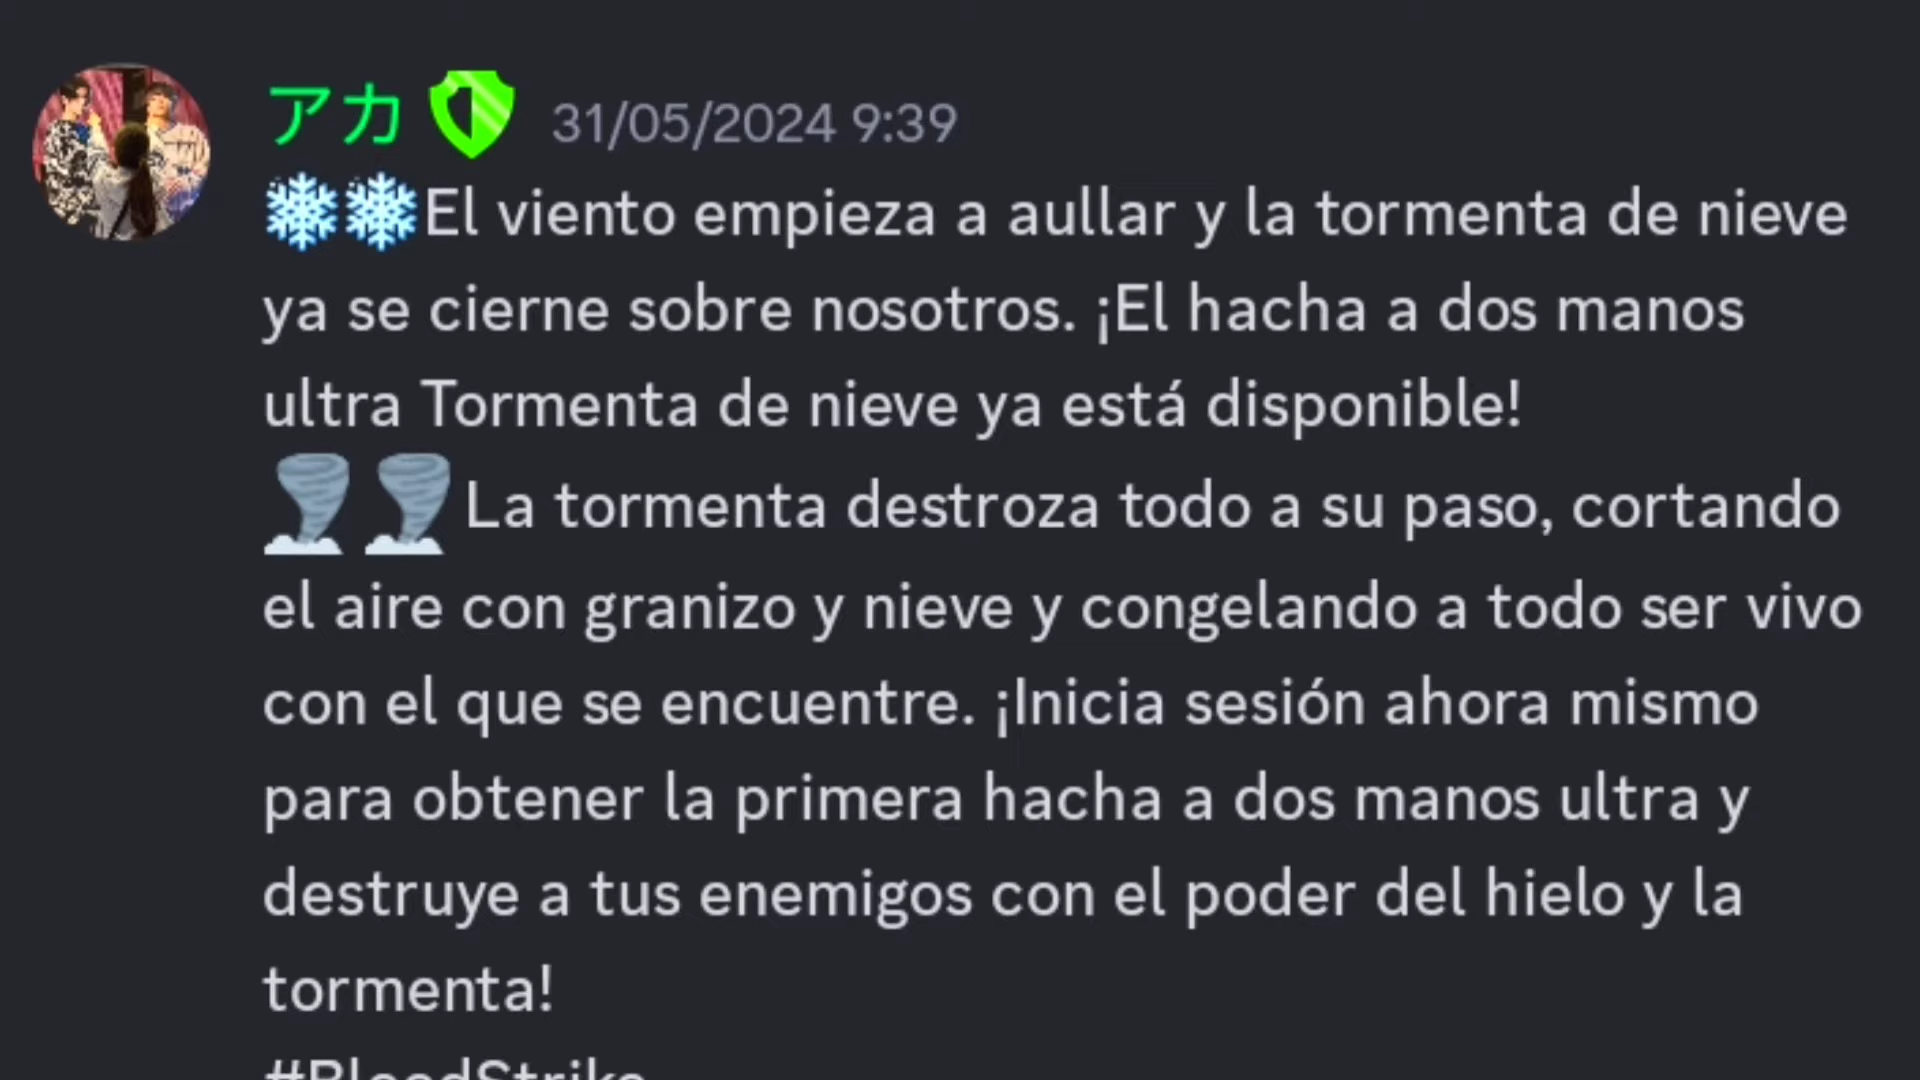 アカ 31/05/2024 9:39
❄️❄️El viento empieza a aullar y la tormenta de nieve
ya se cierne sobre nosotros. ¡El hacha a dos manos
ultra Tormenta de nieve ya está disponible!
🌪️🌪️La tormenta destroza todo a su paso, cortando
el aire con granizo y nieve y congelando a todo ser vivo
con el que se encuentre. ¡Inicia sesión ahora mismo
para obtener la primera hacha a dos manos ultra y
destruye a tus enemigos con el poder del hielo y la
tormenta!
#BloodStrike